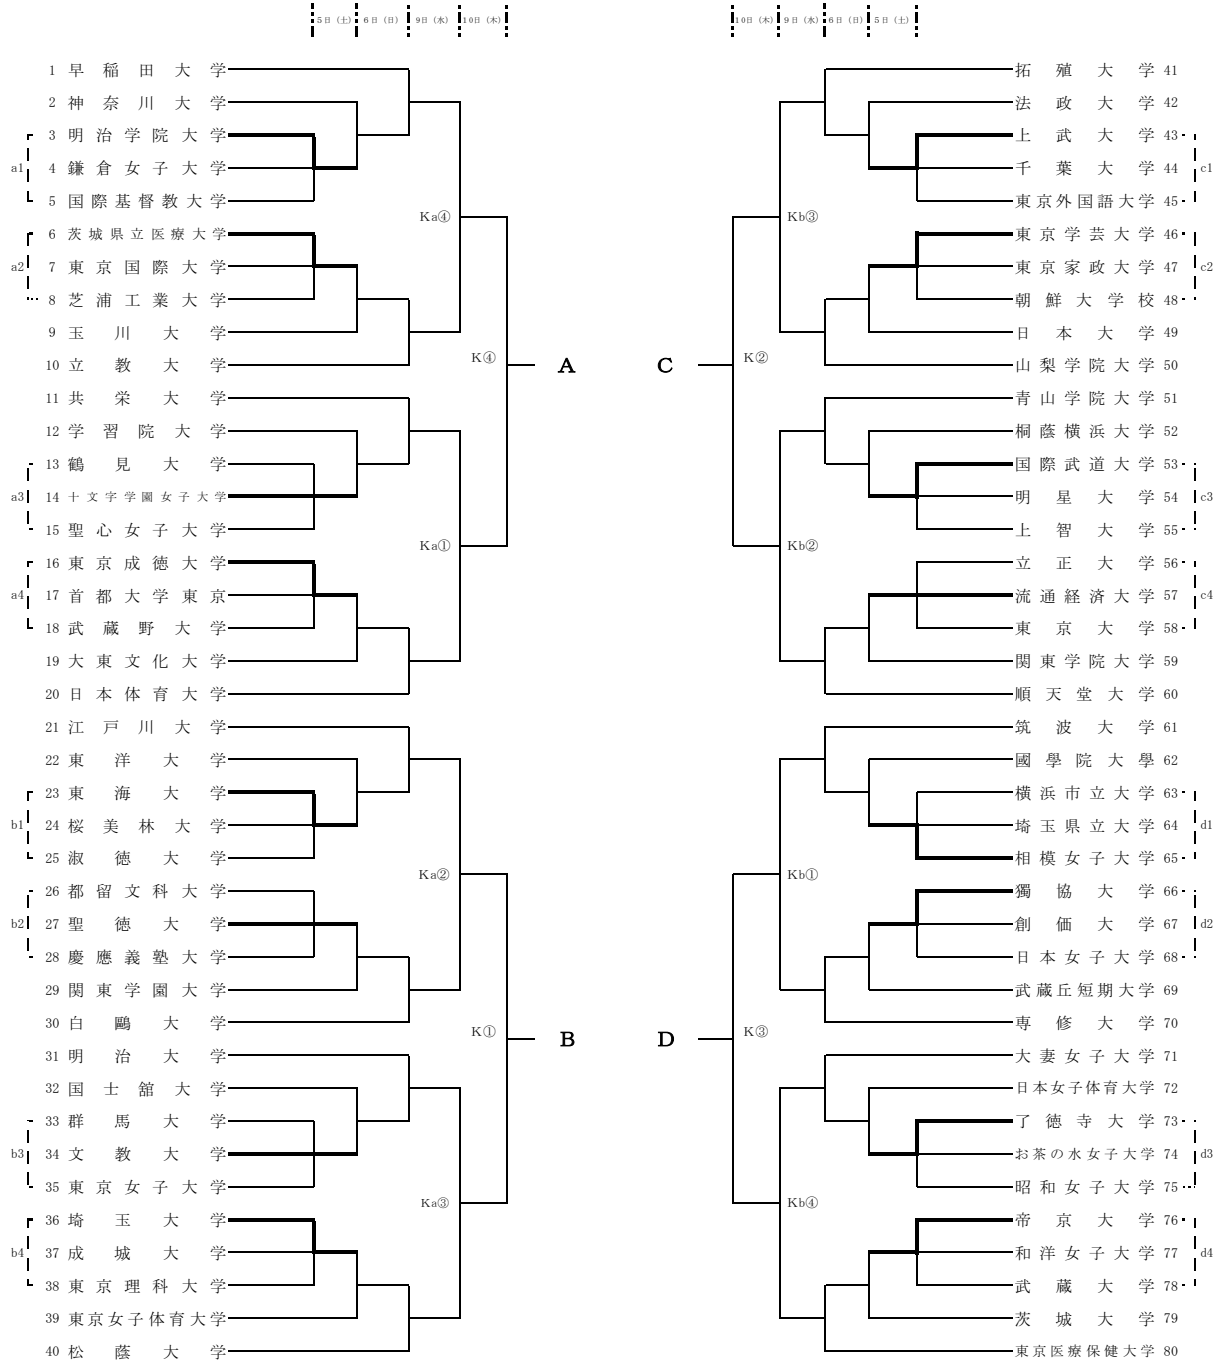 5日（土） 6日（日） 9日（水） 10日（木）
10日（木） 9日（水） 6日（日） 5日（土）
1 早稲田大学
2 神奈川大学
3 明治学院大学
a1 4 鎌倉女子大学
5 国際基督教大学
Ka④
6 茨城県立医療大学
a2 7 東京国際大学
8 芝浦工業大学
9 玉川大学
10 立教大学
K④ A
11 共栄大学
12 学習院大学
13 鶴見大学
a3 14 十文字学園女子大学
15 聖心女子大学
Ka①
16 東京成徳大学
a4 17 首都大学東京
18 武蔵野大学
19 大東文化大学
20 日本体育大学
21 江戸川大学
22 東洋大学
23 東海大学
b1 24 桜美林大学
25 淑徳大学
Ka②
26 都留文科大学
b2 27 聖徳大学
28 慶應義塾大学
29 関東学園大学
30 白鷗大学
K① B
31 明治大学
32 国士舘大学
33 群馬大学
b3 34 文教大学
35 東京女子大学
Ka③
36 埼玉大学
b4 37 成城大学
38 東京理科大学
39 東京女子体育大学
40 松蔭大学
拓殖大学 41
法政大学 42
上武大学 43
千葉大学 44 c1
東京外国語大学 45
Kb③
東京学芸大学 46
東京家政大学 47 c2
朝鮮大学校 48
日本大学 49
山梨学院大学 50
C K②
青山学院大学 51
桐蔭横浜大学 52
国際武道大学 53
明星大学 54 c3
上智大学 55
Kb②
立正大学 56
流通経済大学 57 c4
東京大学 58
関東学院大学 59
順天堂大学 60
筑波大学 61
國學院大學 62
横浜市立大学 63
埼玉県立大学 64 d1
相模女子大学 65
Kb①
獨協大学 66
創価大学 67 d2
日本女子大学 68
武蔵丘短期大学 69
専修大学 70
D K③
大妻女子大学 71
日本女子体育大学 72
了徳寺大学 73
お茶の水女子大学 74 d3
昭和女子大学 75
Kb④
帝京大学 76
和洋女子大学 77 d4
武蔵大学 78
茨城大学 79
東京医療保健大学 80